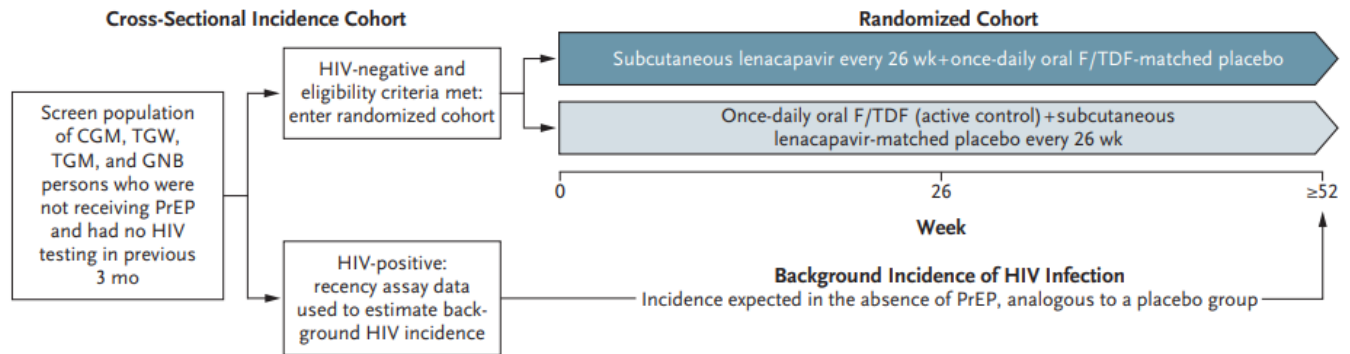 Cross-Sectional Incidence Cohort
Screen population
of CGM, TGW,
TGM, and GNB
persons who were
not receiving PrEP
and had no HIV
testing in previous
3 mo
HIV-negative and
eligibility criteria met:
enter randomized cohort
HIV-positive:
recency assay data
used to estimate back-
ground HIV incidence
Randomized Cohort
Subcutaneous lenacapavir every 26 wk+once-daily oral F/TDF-matched placebo
Once-daily oral F/TDF (active control)+subcutaneous
lenacapavir-matched placebo every 26 wk
0 26 ≥52
Week
Background Incidence of HIV Infection
Incidence expected in the absence of PrEP, analogous to a placebo group